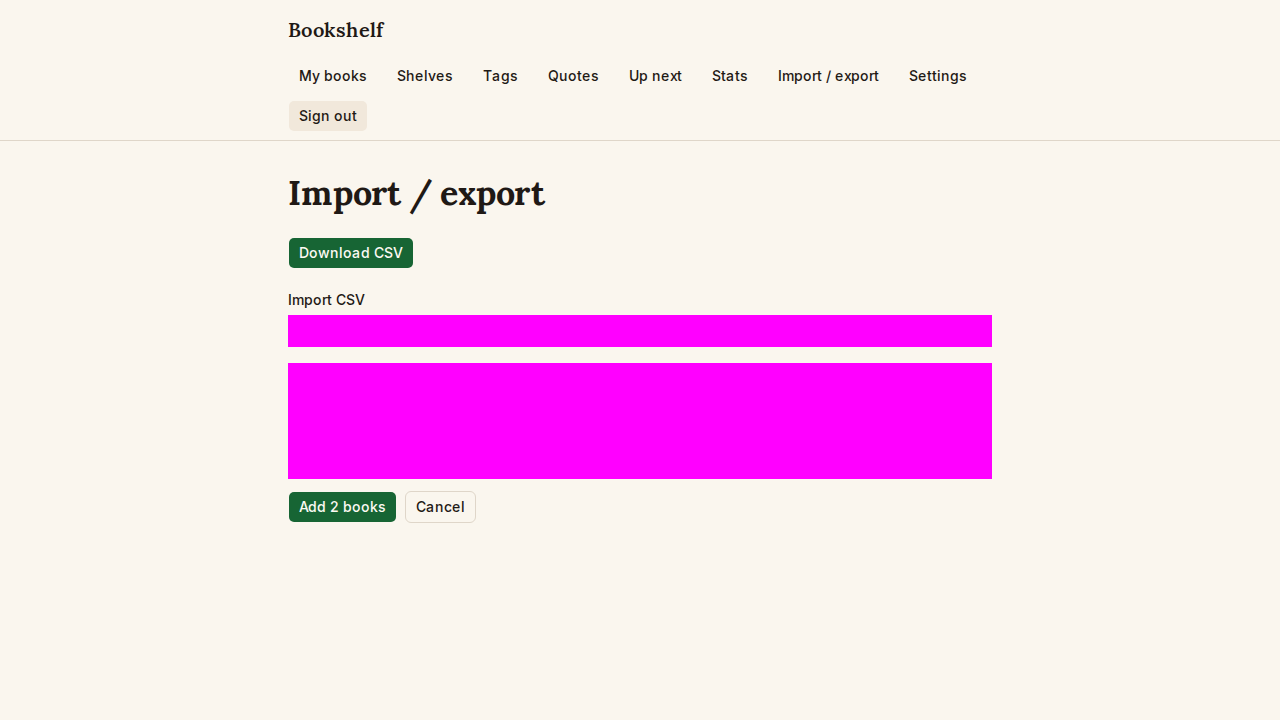 Bookshelf
My books Shelves Tags Quotes Up next Stats Import / export Settings
Sign out
Import / export
Download CSV
Import CSV
Add 2 books Cancel